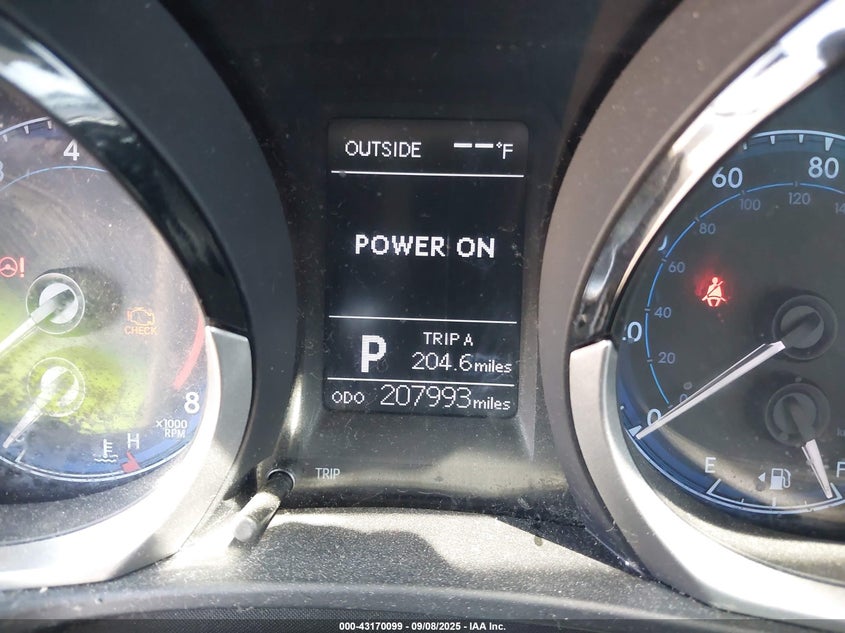 OUTSIDE --°F
POWER ON
P
TRIP A
204.6 miles
ODO 207993 miles
TRIP
4
8
x1000
RPM
CHECK
H
!
60
80
100
120
80
60
40
20
0
E
F
000-43170099 - 09/08/2025 - IAA Inc.